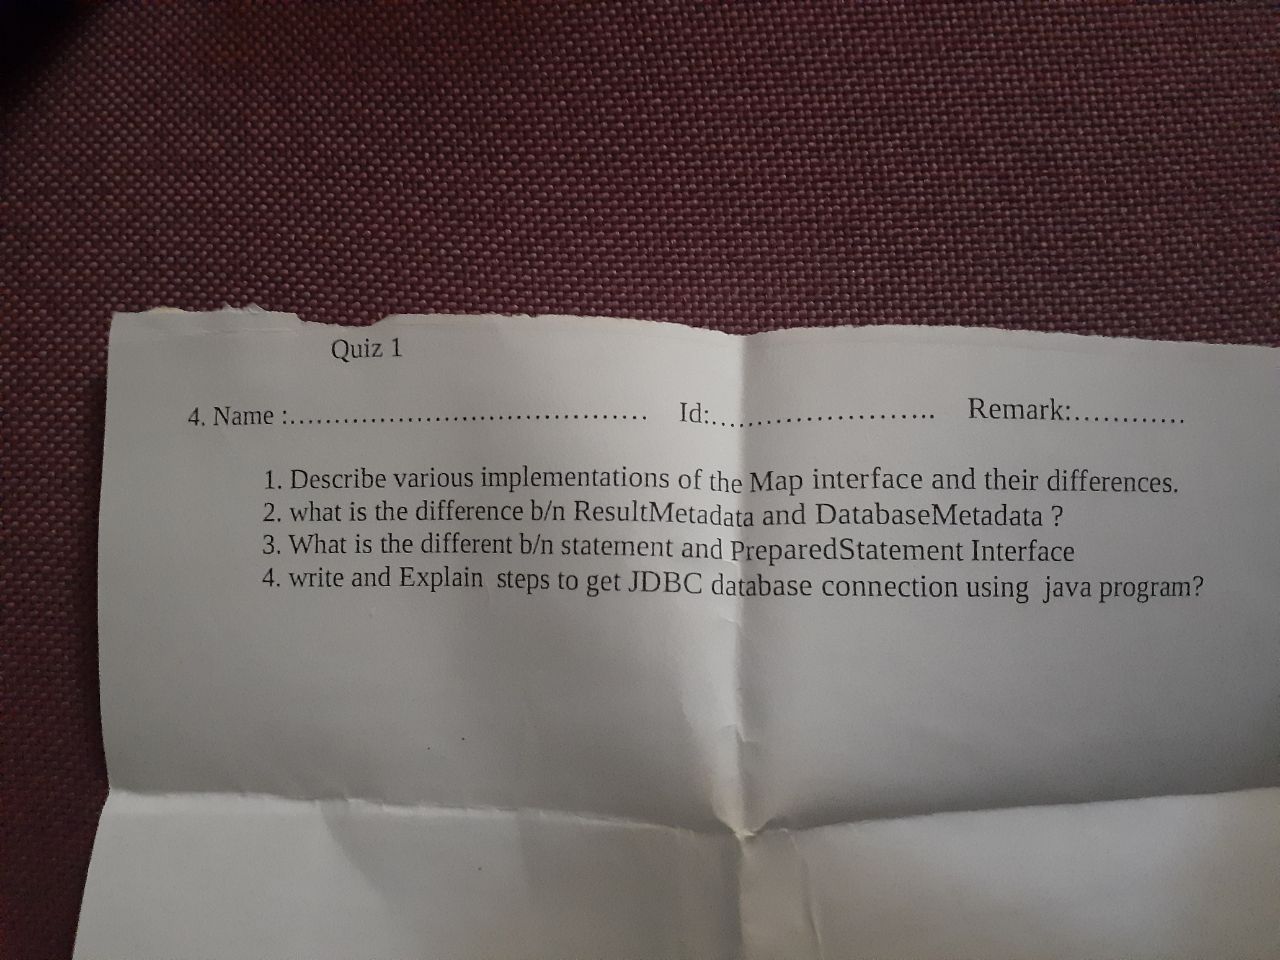 Quiz 1
4. Name :..................................... Id:....................... Remark:............
1. Describe various implementations of the Map interface and their differences.
2. what is the difference b/n ResultMetadata and DatabaseMetadata ?
3. What is the different b/n statement and PreparedStatement Interface
4. write and Explain steps to get JDBC database connection using java program?